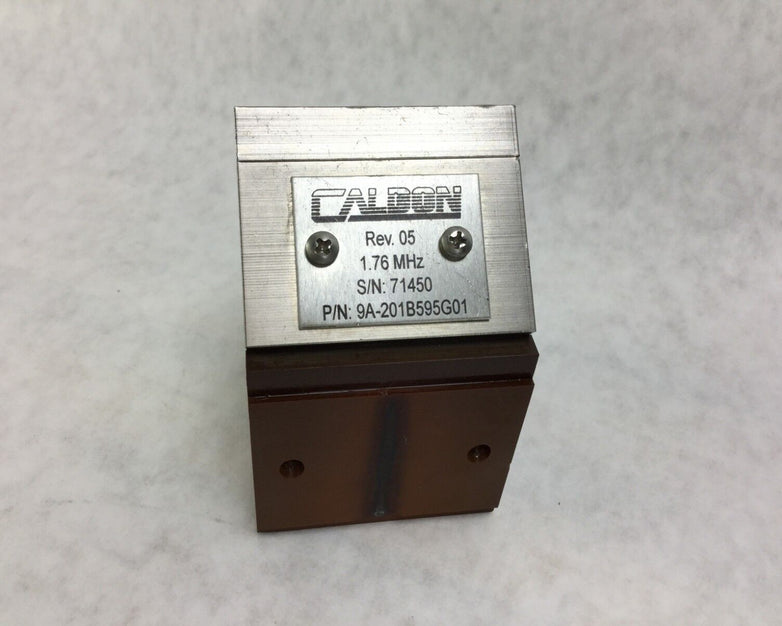 CALDON
Rev. 05
1.76 MHz
S/N: 71450
P/N: 9A-201B595G01